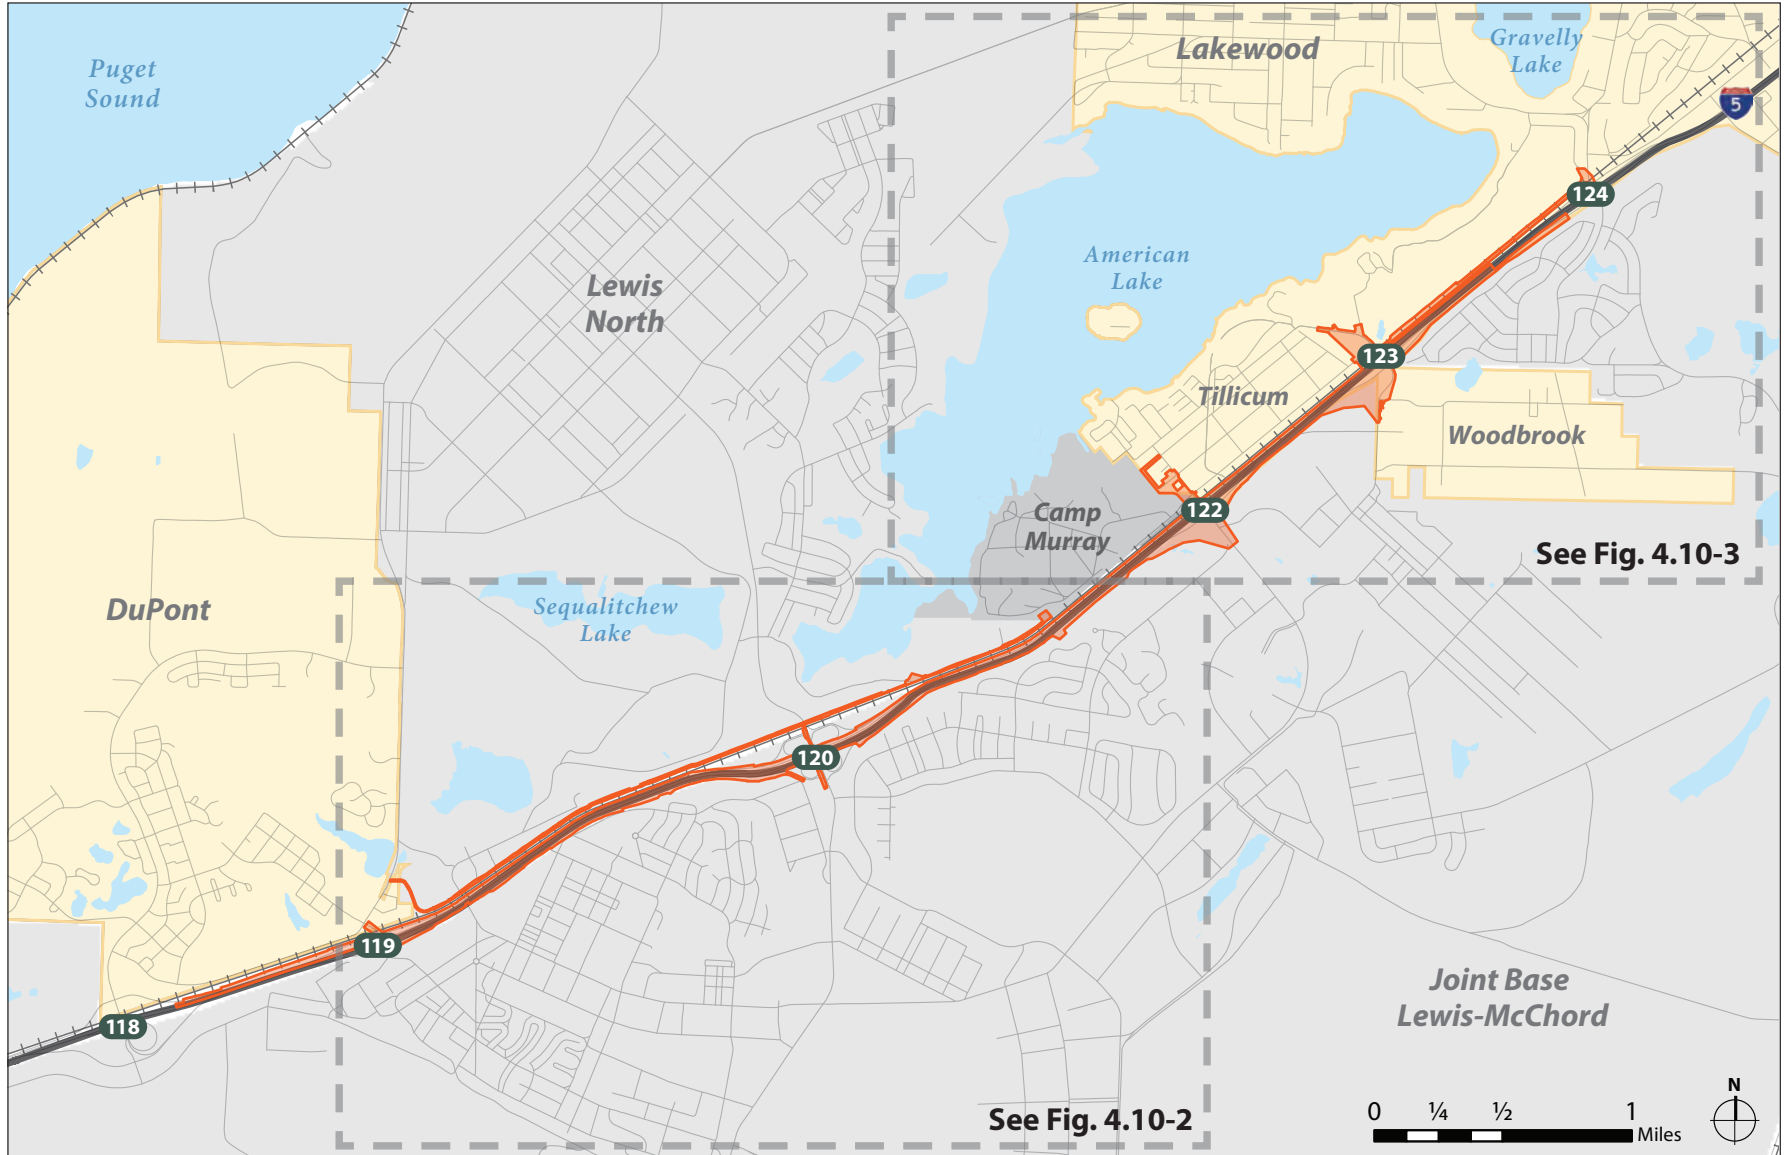 Puget
Sound
Lakewood
Gravelly
Lake
5
124
American
Lake
Lewis
North
123
Tillicum
Woodbrook
122
Camp
Murray
See Fig. 4.10-3
DuPont
Sequalitchew
Lake
120
119
118
Joint Base
Lewis-McChord
See Fig. 4.10-2
0 ¼ ½ 1
Miles
N